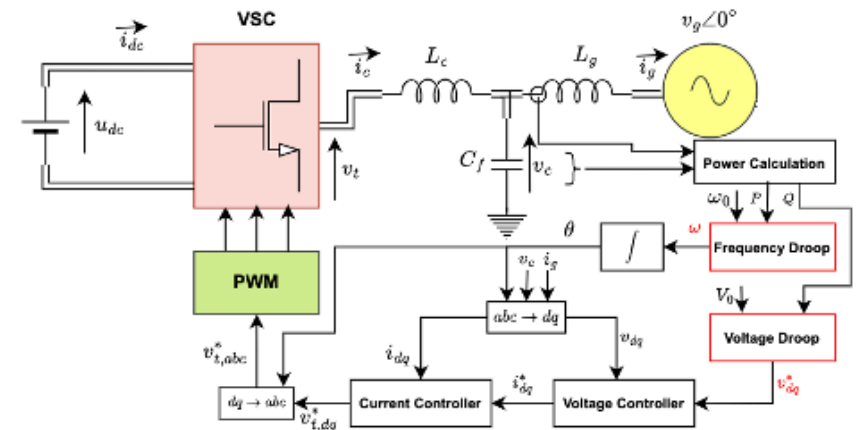 VSC
i_dc
u_dc
i_c
L_c
L_g
i_g
v_g∠0°
v_t
C_f
v_c
Power Calculation
ω_0
P
Q
Frequency Droop
ω
∫
θ
PWM
v_c i_g
abc → dq
V_0
Voltage Droop
v*_t,abc
i_dq
v_dq
v*_dq
dq → abc
v*_t,dq
Current Controller
i*_dq
Voltage Controller